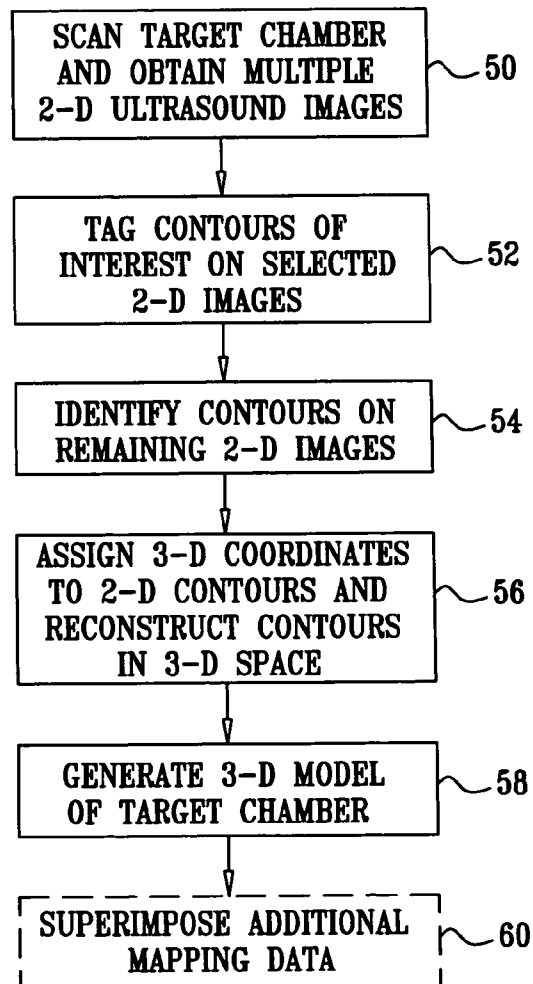 SCAN TARGET CHAMBER
AND OBTAIN MULTIPLE
2-D ULTRASOUND IMAGES
50
TAG CONTOURS OF
INTEREST ON SELECTED
2-D IMAGES
52
IDENTIFY CONTOURS ON
REMAINING 2-D IMAGES
54
ASSIGN 3-D COORDINATES
TO 2-D CONTOURS AND
RECONSTRUCT CONTOURS
IN 3-D SPACE
56
GENERATE 3-D MODEL
OF TARGET CHAMBER
58
SUPERIMPOSE ADDITIONAL
MAPPING DATA
60